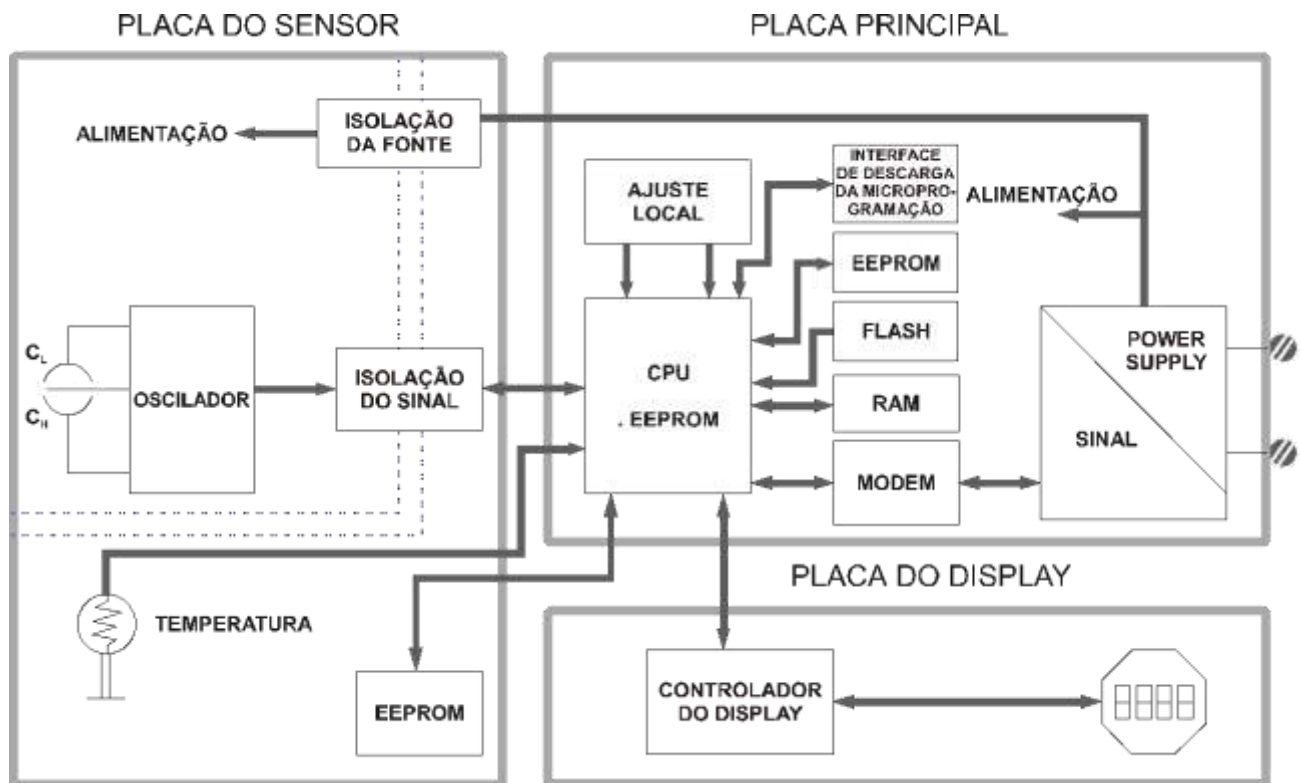 PLACA DO SENSOR
ALIMENTAÇÃO
ISOLAÇÃO
DA FONTE
C_L
C_H
OSCILADOR
ISOLAÇÃO
DO SINAL
TEMPERATURA
EEPROM
PLACA PRINCIPAL
AJUSTE
LOCAL
INTERFACE
DE DESCARGA
DA MICROPRO-
GRAMAÇÃO
ALIMENTAÇÃO
EEPROM
FLASH
CPU
. EEPROM
RAM
MODEM
POWER
SUPPLY
SINAL
PLACA DO DISPLAY
CONTROLADOR
DO DISPLAY